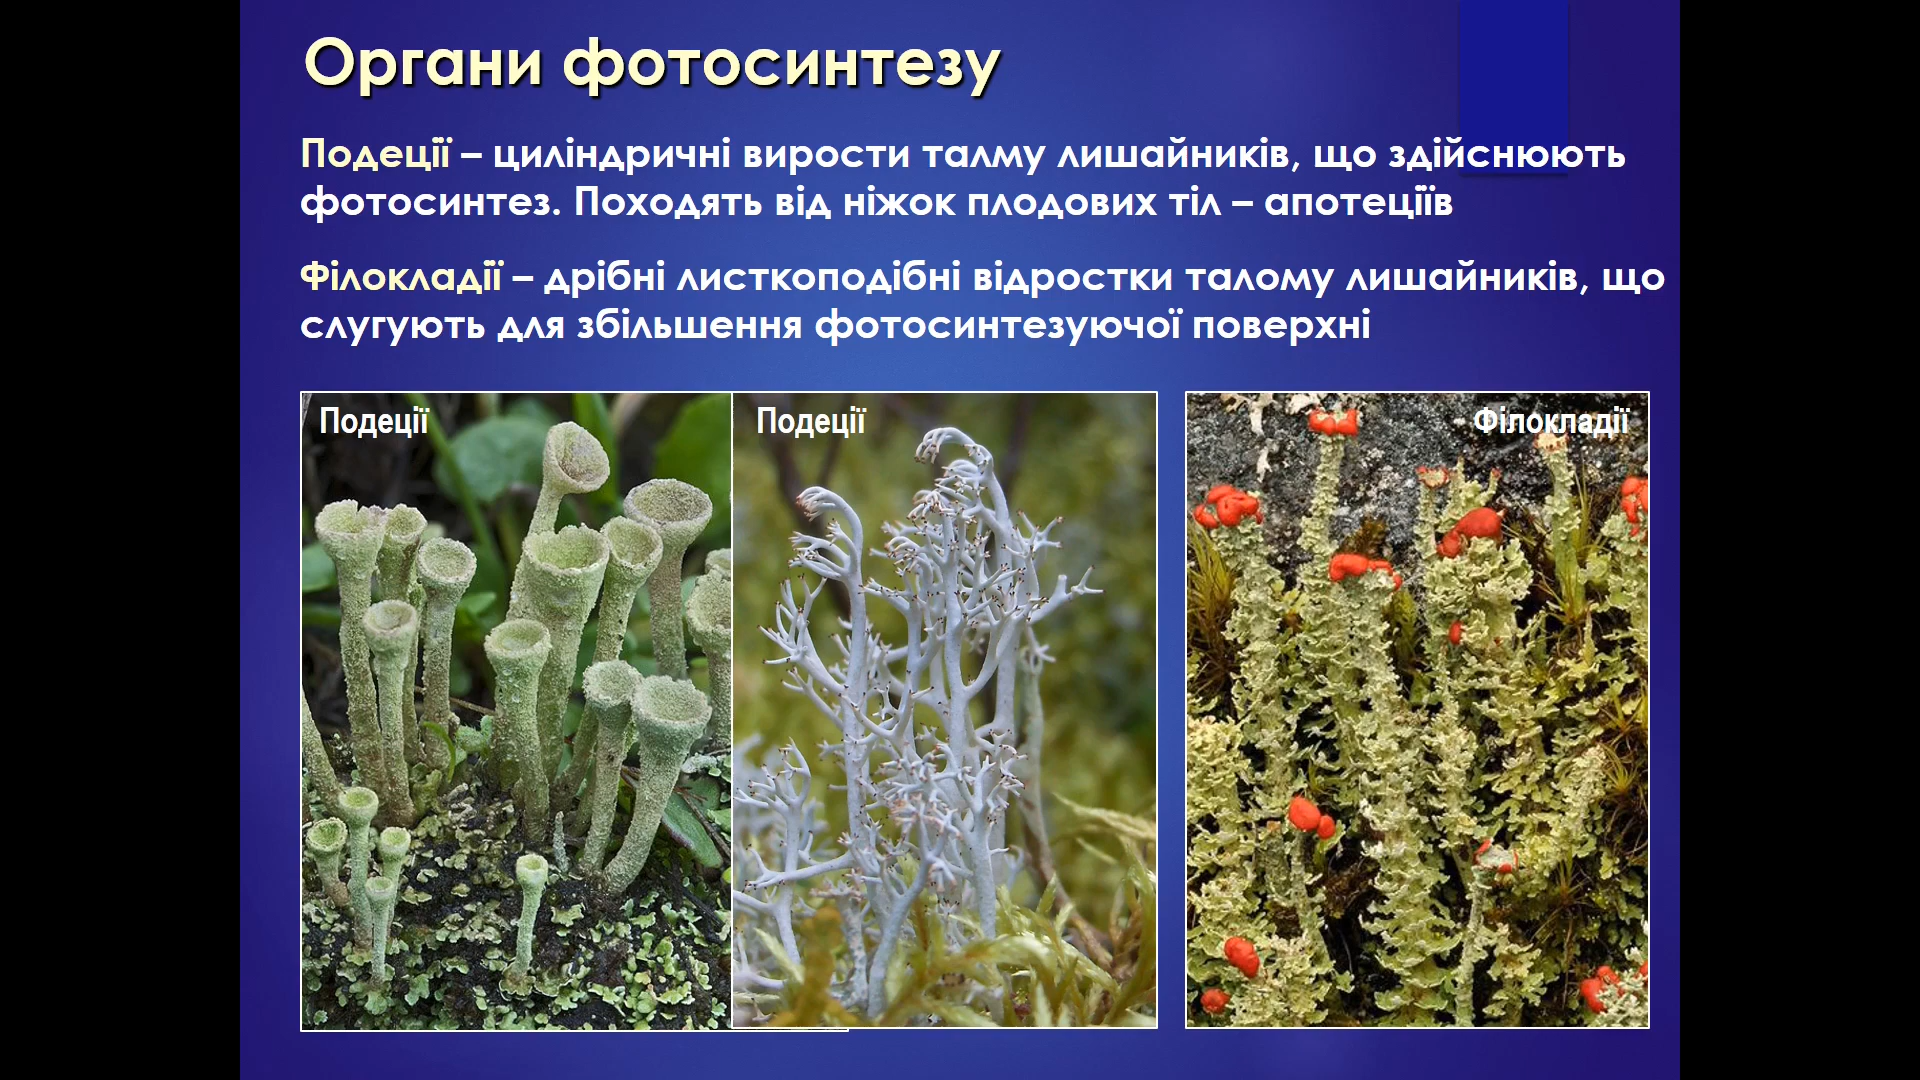 Органи фотосинтезу
Подеції – циліндричні вирости талму лишайників, що здійснюють
фотосинтез. Походять від ніжок плодових тіл – апотеціїв
Філокладії – дрібні листкоподібні відростки талому лишайників, що
слугують для збільшення фотосинтезуючої поверхні
Подеції
Подеції
Філокладії